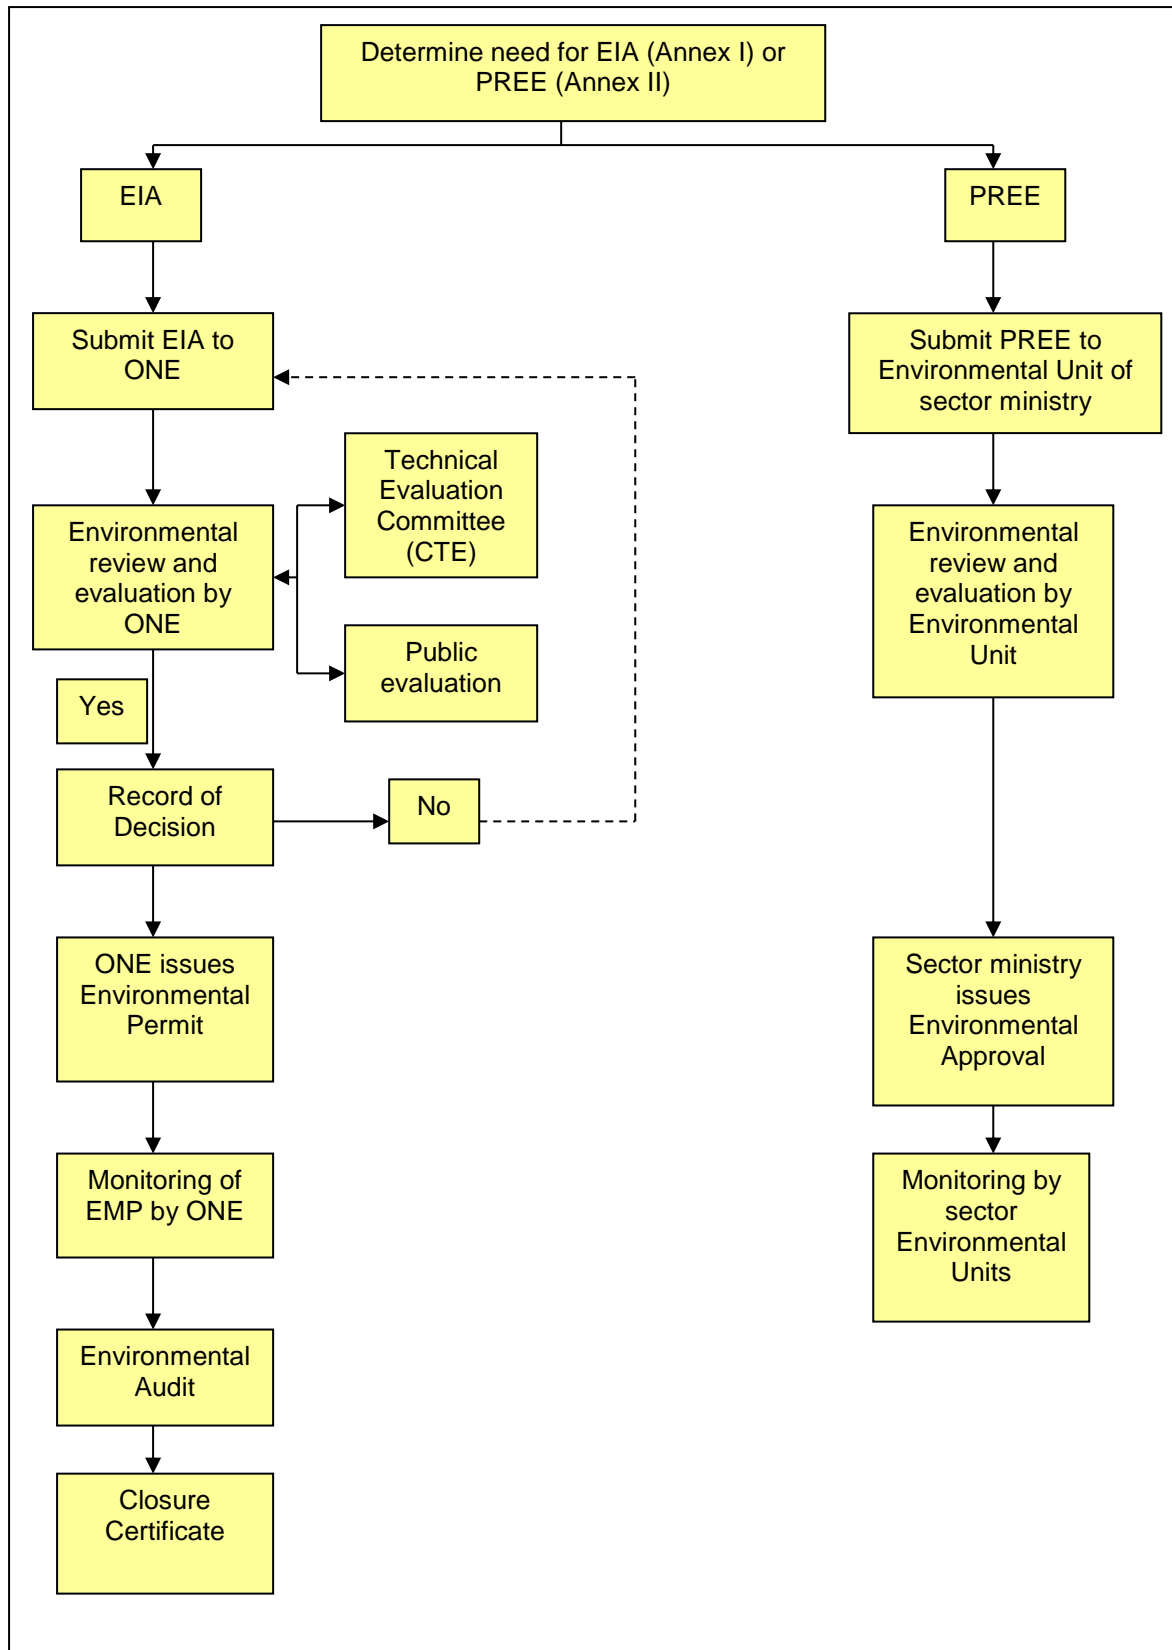 Determine need for EIA (Annex I) or
PREE (Annex II)
EIA
PREE
Submit EIA to
ONE
Submit PREE to
Environmental Unit of
sector ministry
Technical
Evaluation
Committee
(CTE)
Environmental
review and
evaluation by
ONE
Environmental
review and
evaluation by
Environmental
Unit
Public
evaluation
Yes
Record of
Decision
No
ONE issues
Environmental
Permit
Sector ministry
issues
Environmental
Approval
Monitoring of
EMP by ONE
Monitoring by
sector
Environmental
Units
Environmental
Audit
Closure
Certificate